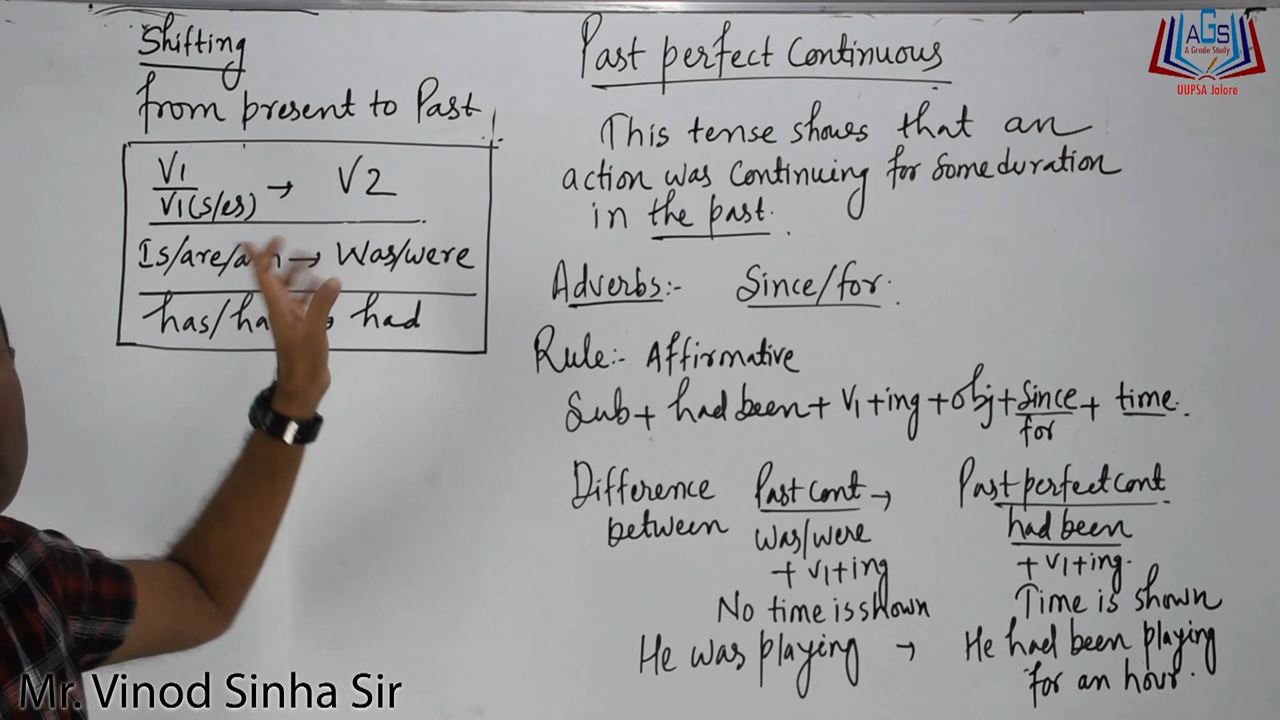 Shifting
from present to Past
V1
V1(s/es) → V2
Is/are/am → Was/were
has/ha → had
Past perfect Continuous
This tense shows that an
action was Continuing for some duration
in the past.
Adverbs:- Since/for.
Rule:- Affirmative
Sub + had been + V1+ing + obj + since + time.
for
Difference between
Past cont → Past perfect cont
was/were had been
+ V1+ing + V1+ing.
No time is shown Time is shown
He was playing → He had been playing
for an hour.
AGS
A Grade Study
UUPSA Jalore
Mr. Vinod Sinha Sir